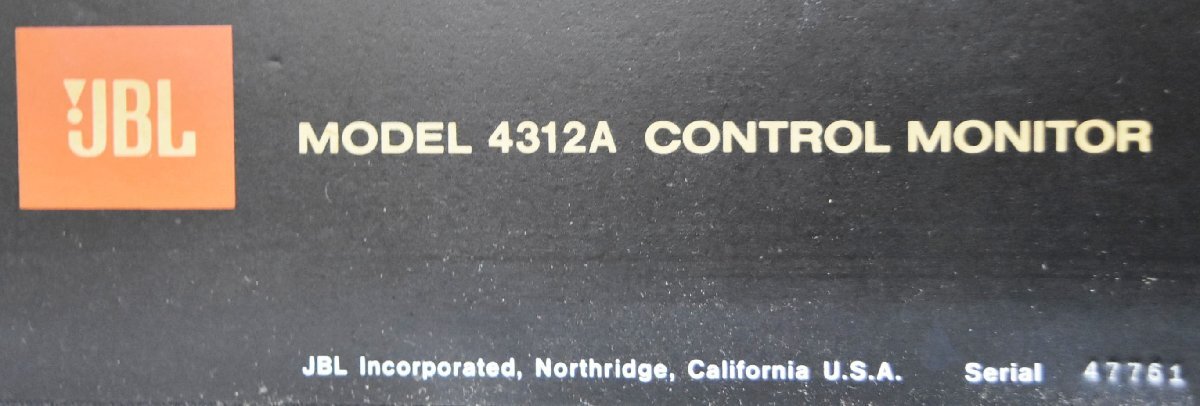 JBL
MODEL 4312A CONTROL MONITOR
JBL Incorporated, Northridge, California U.S.A. Serial 47761